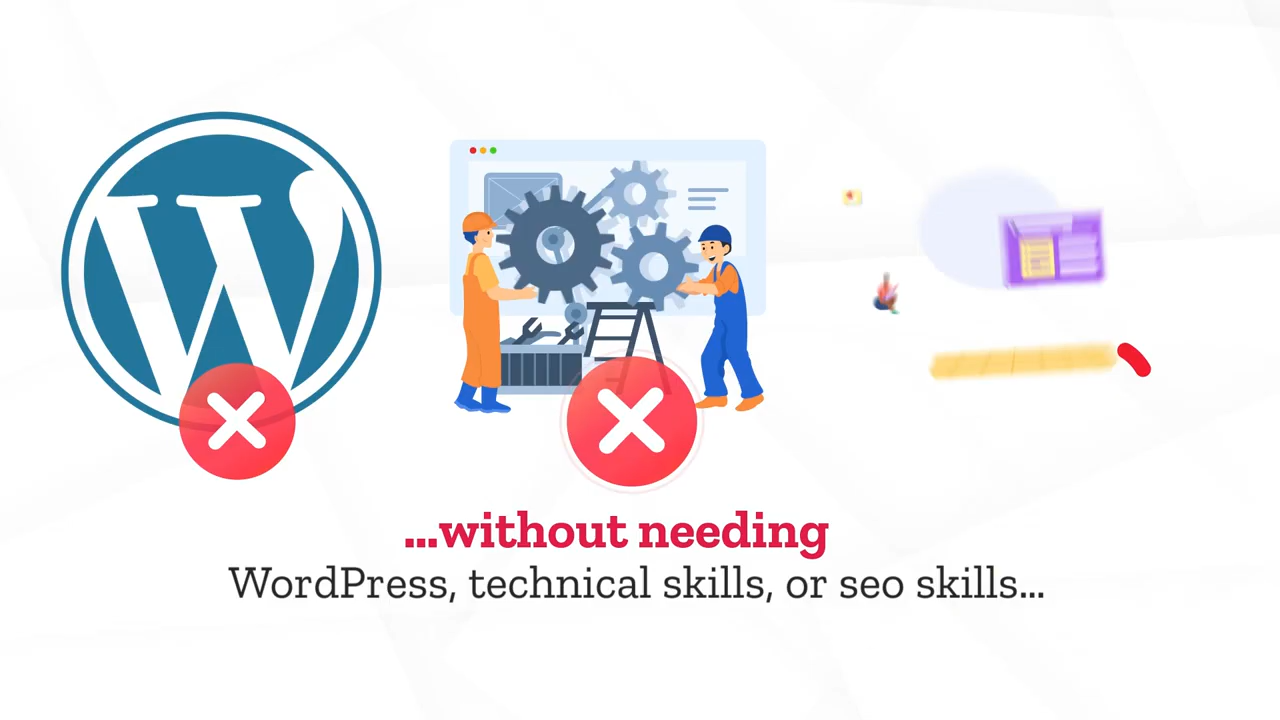 W
...without needing
WordPress, technical skills, or seo skills...